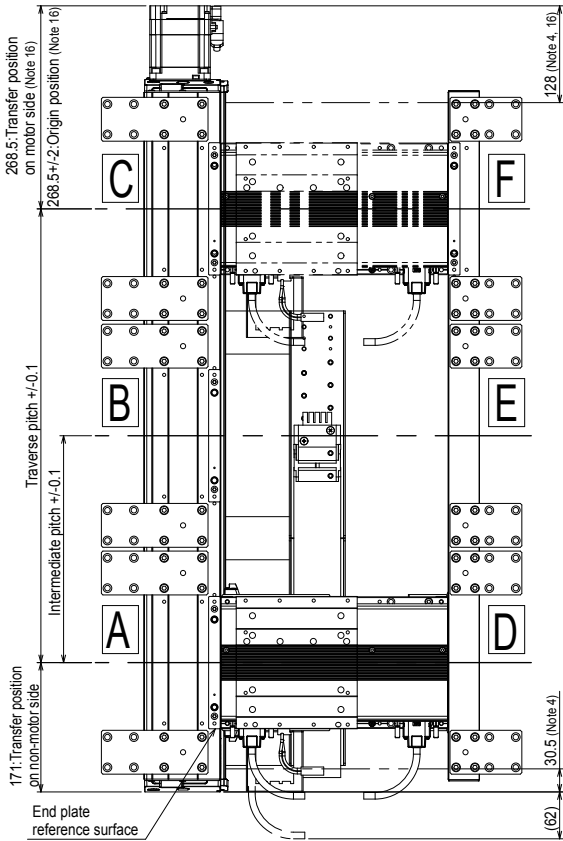 268.5:Transfer position
on motor side (Note 16)
268.5+/-2:Origin position (Note 16)
128 (Note 4, 16)
C
F
B
E
Traverse pitch +/-0.1
Intermediate pitch +/-0.1
A
D
171:Transfer position
on non-motor side
30.5 (Note 4)
(62)
End plate
reference surface